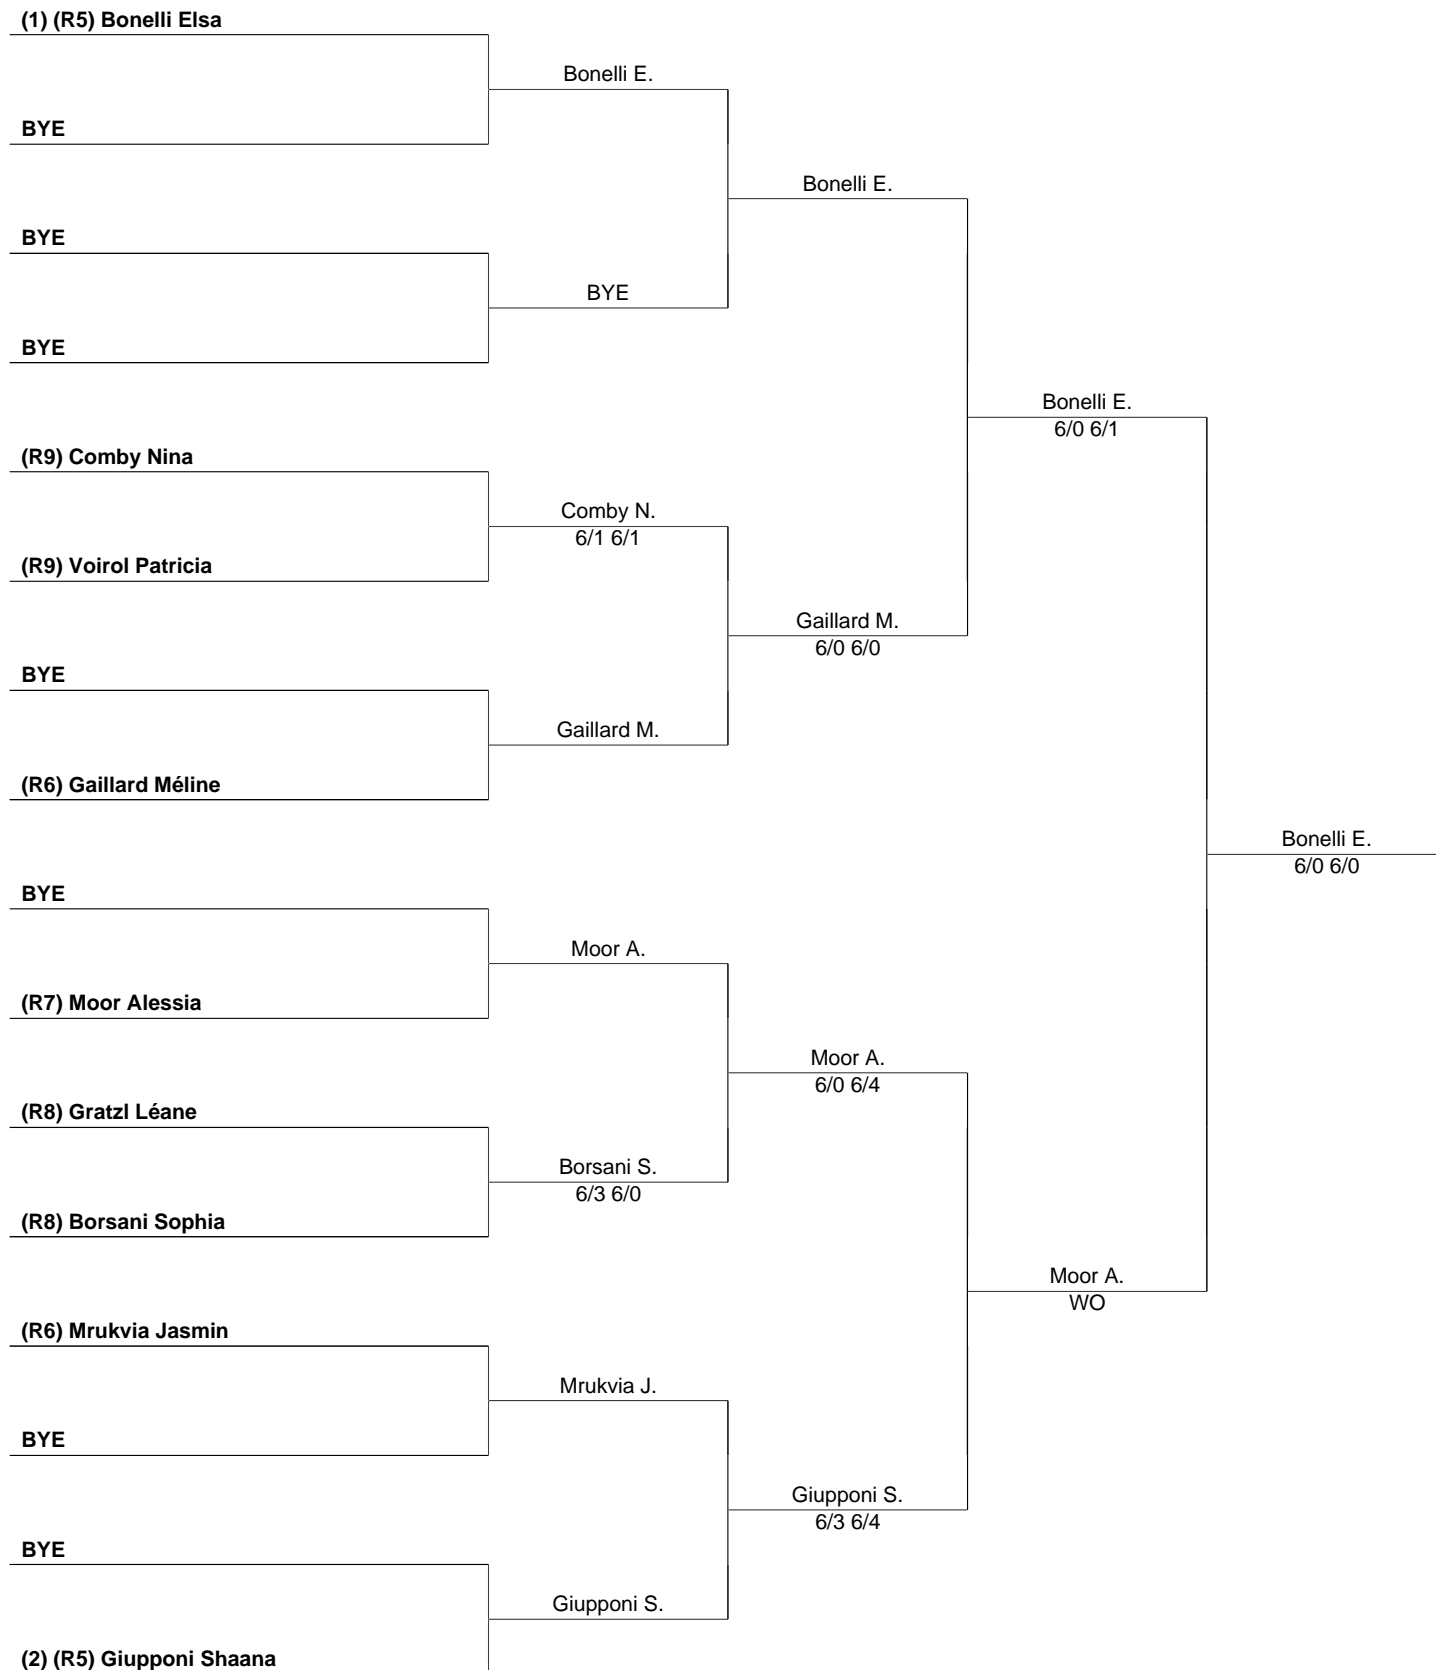 (1) (R5) Bonelli Elsa
Bonelli E.
BYE
Bonelli E.
BYE
BYE
BYE
Bonelli E.
6/0 6/1
(R9) Comby Nina
Comby N.
6/1 6/1
(R9) Voirol Patricia
Gaillard M.
6/0 6/0
BYE
Gaillard M.
(R6) Gaillard Méline
Bonelli E.
6/0 6/0
BYE
Moor A.
(R7) Moor Alessia
Moor A.
6/0 6/4
(R8) Gratzl Léane
Borsani S.
6/3 6/0
(R8) Borsani Sophia
Moor A.
WO
(R6) Mrukvia Jasmin
Mrukvia J.
BYE
Giupponi S.
6/3 6/4
BYE
Giupponi S.
(2) (R5) Giupponi Shaana